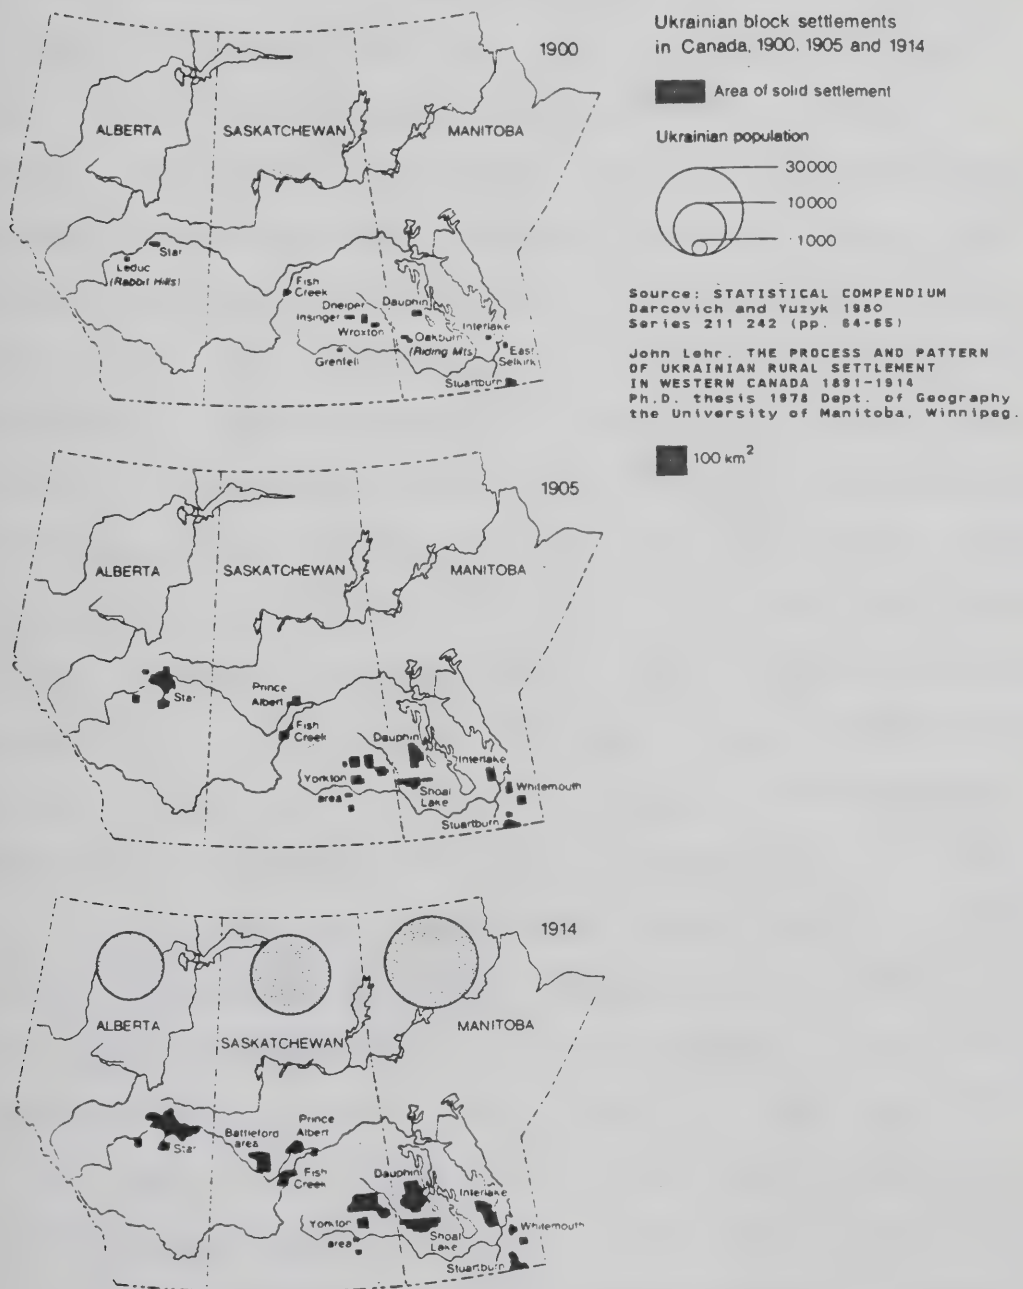 Ukrainian block settlements
in Canada, 1900, 1905 and 1914
Area of solid settlement
Ukrainian population
30000
10000
1000
Source: STATISTICAL COMPENDIUM
Darcovich and Yuzyk 1980
Series 211 242 (pp. 64-65)
John Lehr. THE PROCESS AND PATTERN
OF UKRAINIAN RURAL SETTLEMENT
IN WESTERN CANADA 1891-1914
Ph.D. thesis 1978 Dept. of Geography
the University of Manitoba, Winnipeg.
100 km²
1900
ALBERTA
SASKATCHEWAN
MANITOBA
Star
Leduc
(Rabbit Hills)
Fish
Creek
Dneiper
Insinger
Wroxton
Grenfell
Dauphin
Oakburn
(Riding Mts)
Interlake
East
Selkirk
Stuartburn
1905
ALBERTA
SASKATCHEWAN
MANITOBA
Star
Prince
Albert
Fish
Creek
Dauphin
Yorkton
area
Shoal
Lake
Interlake
Whitemouth
Stuartburn
1914
ALBERTA
SASKATCHEWAN
MANITOBA
Star
Battleford
area
Prince
Albert
Fish
Creek
Dauphin
Yorkton
area
Shoal
Lake
Interlake
Whitemouth
Stuartburn